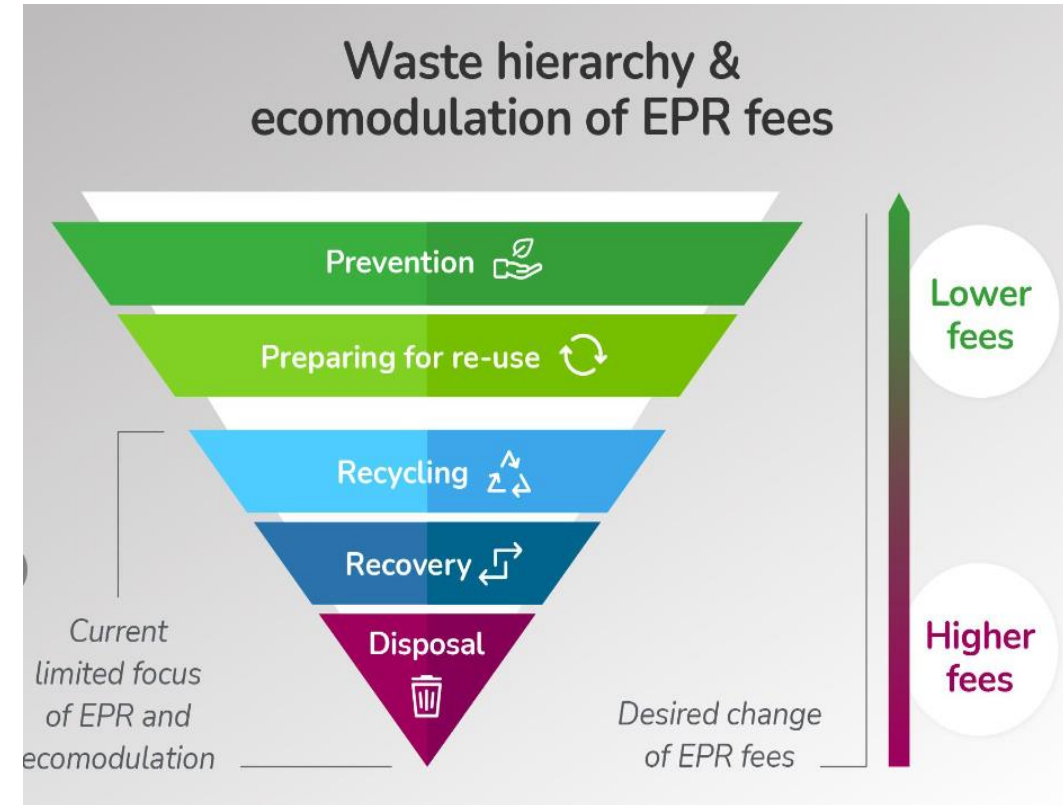 Waste hierarchy &
ecomodulation of EPR fees
Prevention
Preparing for re-use
Recycling
Recovery
Disposal
Lower
fees
Higher
fees
Current
limited focus
of EPR and
ecomodulation
Desired change
of EPR fees